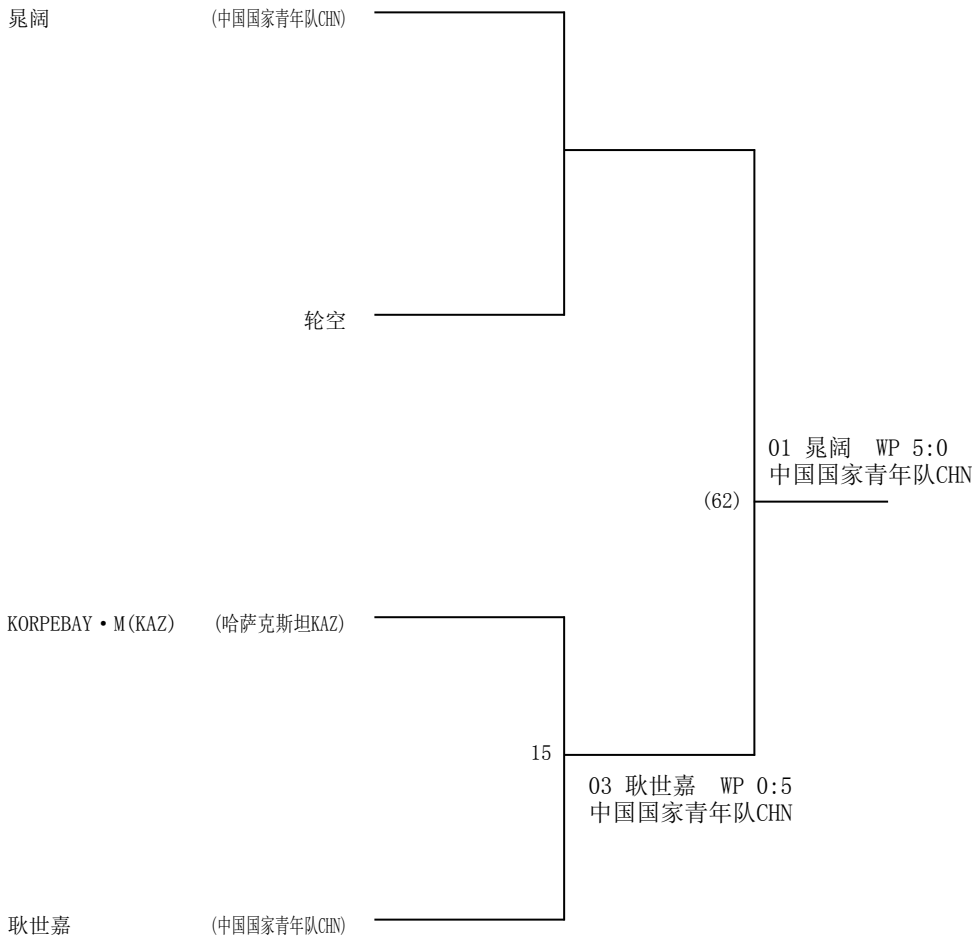 晁阔 (中国国家青年队CHN)
轮空
01 晁阔 WP 5:0
中国国家青年队CHN
(62)
KORPEBAY·M(KAZ) (哈萨克斯坦KAZ)
15
03 耿世嘉 WP 0:5
中国国家青年队CHN
耿世嘉 (中国国家青年队CHN)